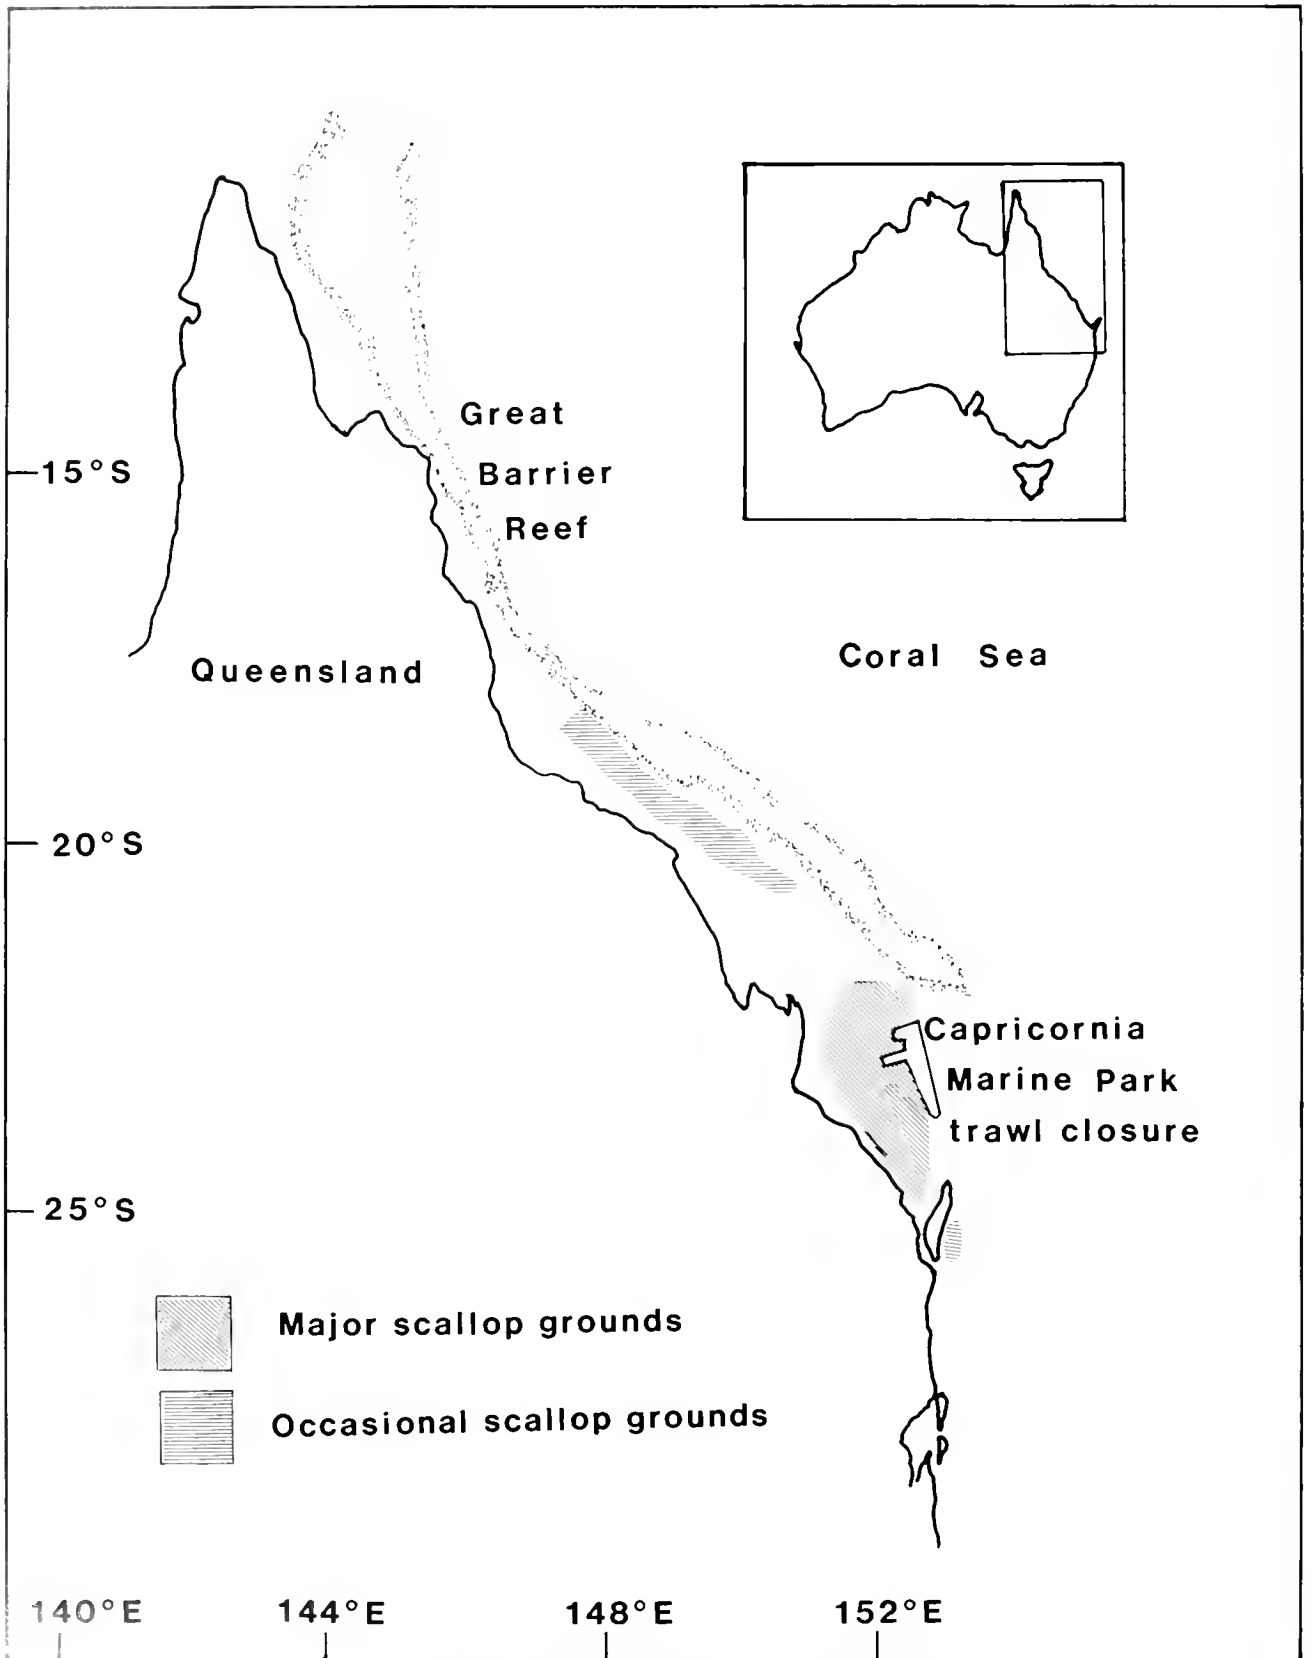 Great
Barrier
Reef
15°S
Queensland
Coral Sea
20°S
Capricornia
Marine Park
trawl closure
25°S
Major scallop grounds
Occasional scallop grounds
140°E 144°E 148°E 152°E